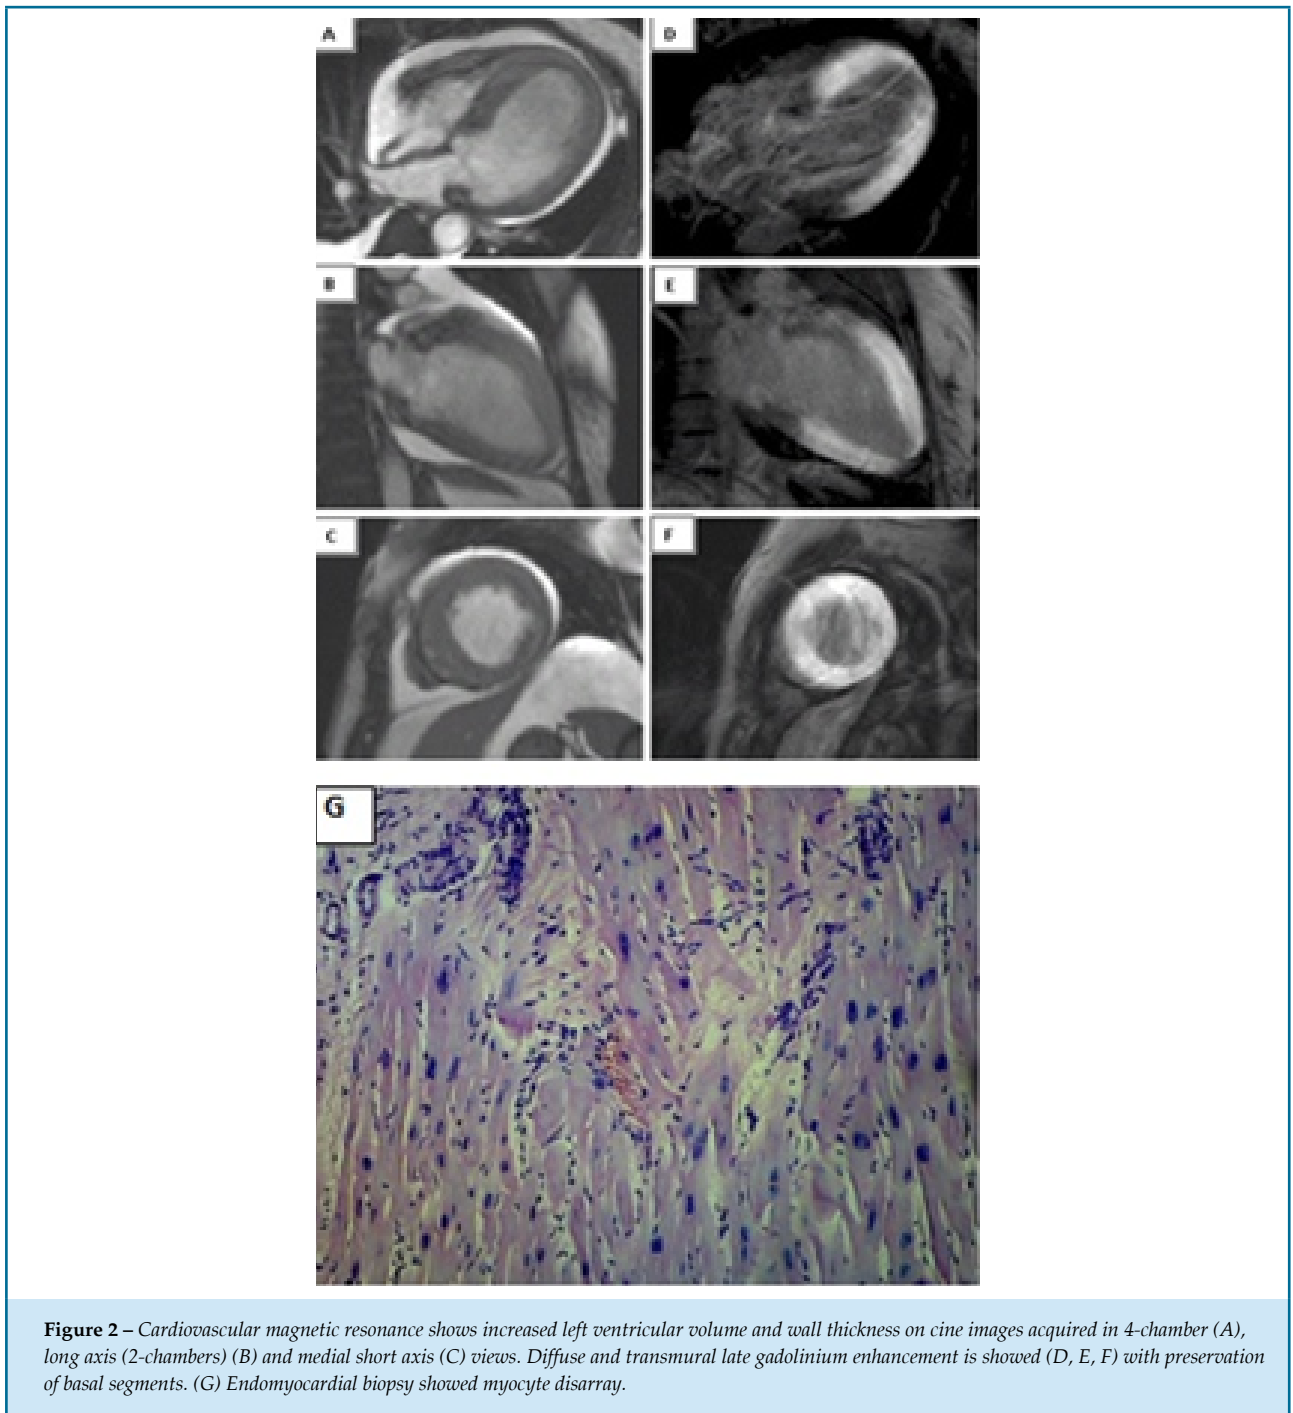 A
D
B
E
C
F
G
Figure 2 – Cardiovascular magnetic resonance shows increased left ventricular volume and wall thickness on cine images acquired in 4-chamber (A),
long axis (2-chambers) (B) and medial short axis (C) views. Diffuse and transmural late gadolinium enhancement is showed (D, E, F) with preservation
of basal segments. (G) Endomyocardial biopsy showed myocyte disarray.